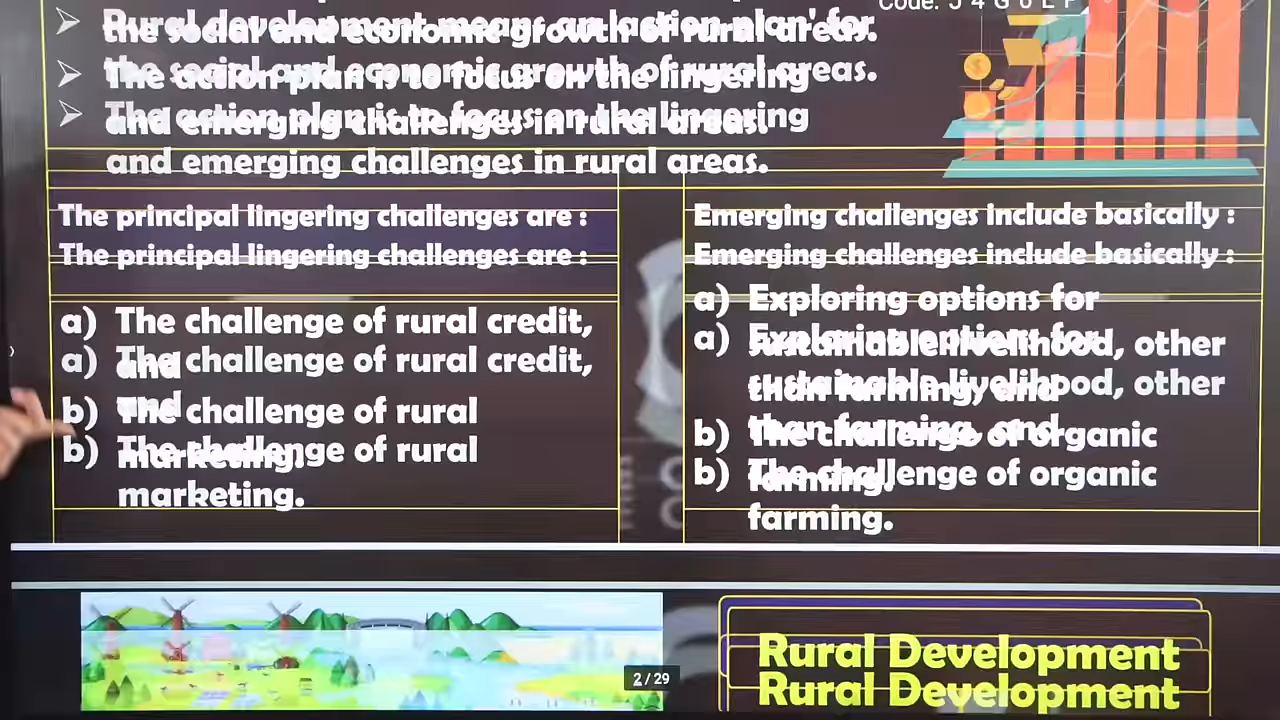 Code: J 4 G 6 L P
Rural development means an 'action plan' for
the social and economic growth of rural areas.
The action plan is to focus on the lingering
and emerging challenges in rural areas.
The principal lingering challenges are :
a) The challenge of rural credit,
and
b) The challenge of rural
marketing.
Emerging challenges include basically :
a) Exploring options for
sustainable livelihood, other
than farming, and
b) The challenge of organic
farming.
2 / 29
Rural Development